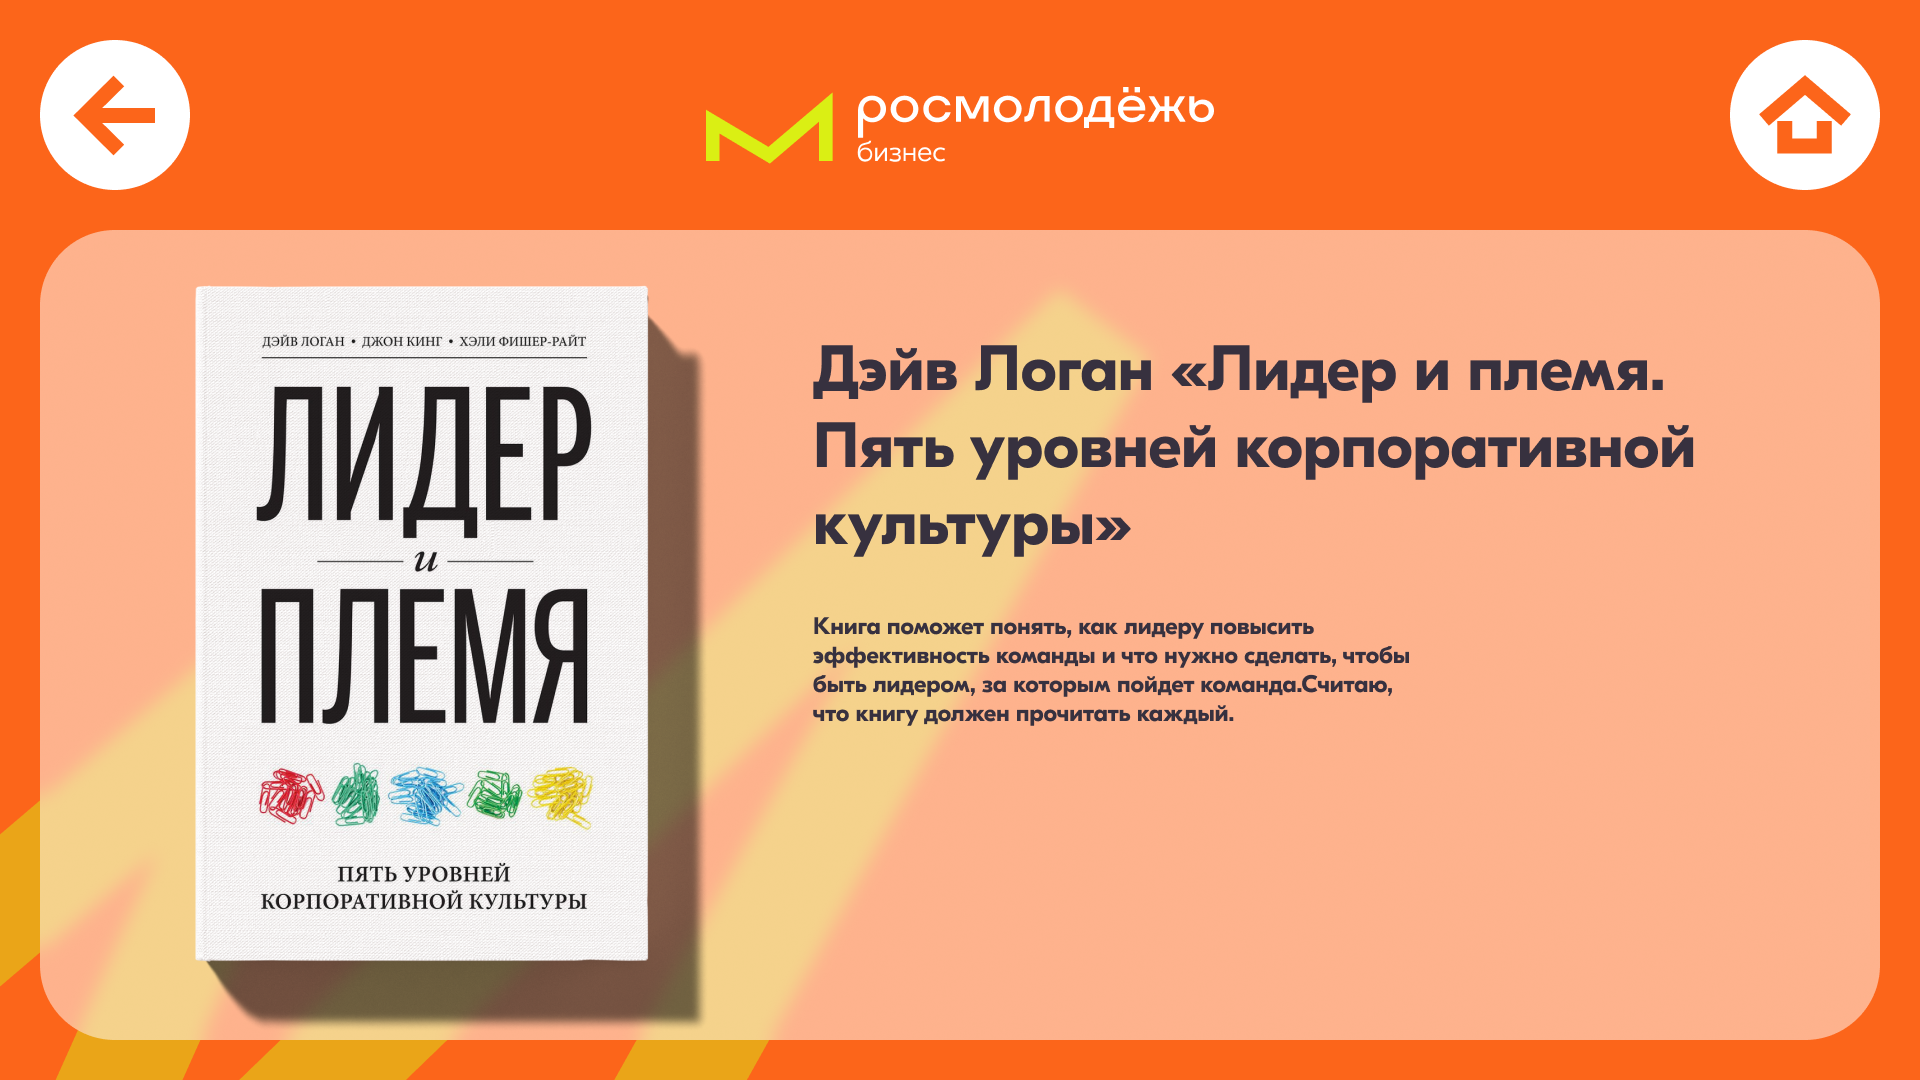 росмолодёжь
бизнес
ДЭЙВ ЛОГАН • ДЖОН КИНГ • ХЭЛИ ФИШЕР-РАЙТ
ЛИДЕР
и
ПЛЕМЯ
ПЯТЬ УРОВНЕЙ
КОРПОРАТИВНОЙ КУЛЬТУРЫ
Дэйв Логан «Лидер и племя.
Пять уровней корпоративной
культуры»
Книга поможет понять, как лидеру повысить
эффективность команды и что нужно сделать, чтобы
быть лидером, за которым пойдет команда.Считаю,
что книгу должен прочитать каждый.